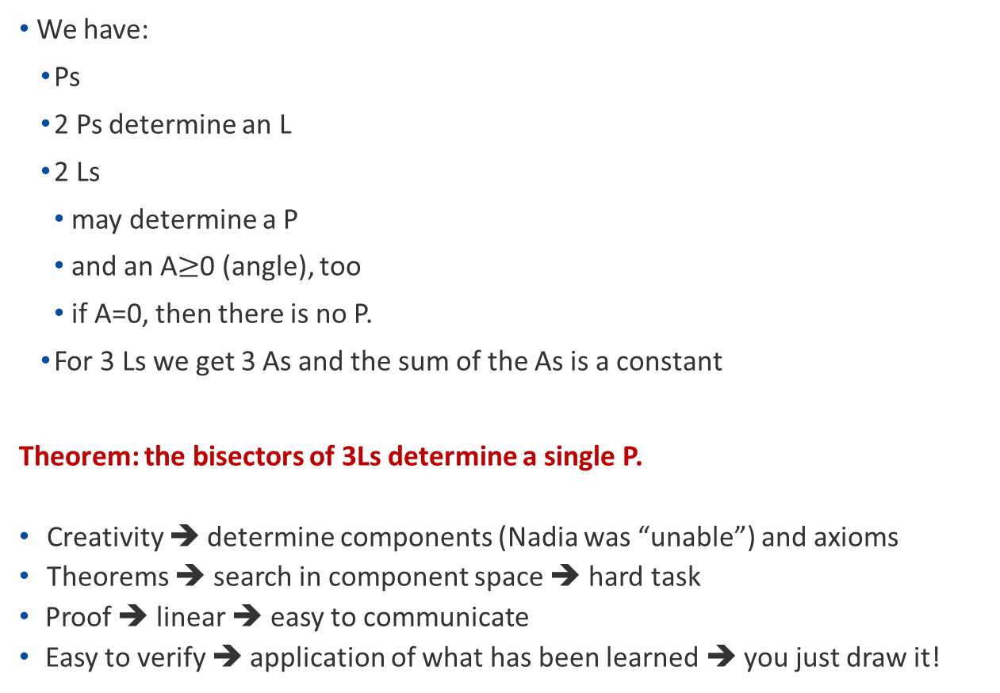 • We have:
• Ps
• 2 Ps determine an L
• 2 Ls
• may determine a P
• and an A≥0 (angle), too
• if A=0, then there is no P.
• For 3 Ls we get 3 As and the sum of the As is a constant
Theorem: the bisectors of 3Ls determine a single P.
• Creativity ➔ determine components (Nadia was “unable”) and axioms
• Theorems ➔ search in component space ➔ hard task
• Proof ➔ linear ➔ easy to communicate
• Easy to verify ➔ application of what has been learned ➔ you just draw it!